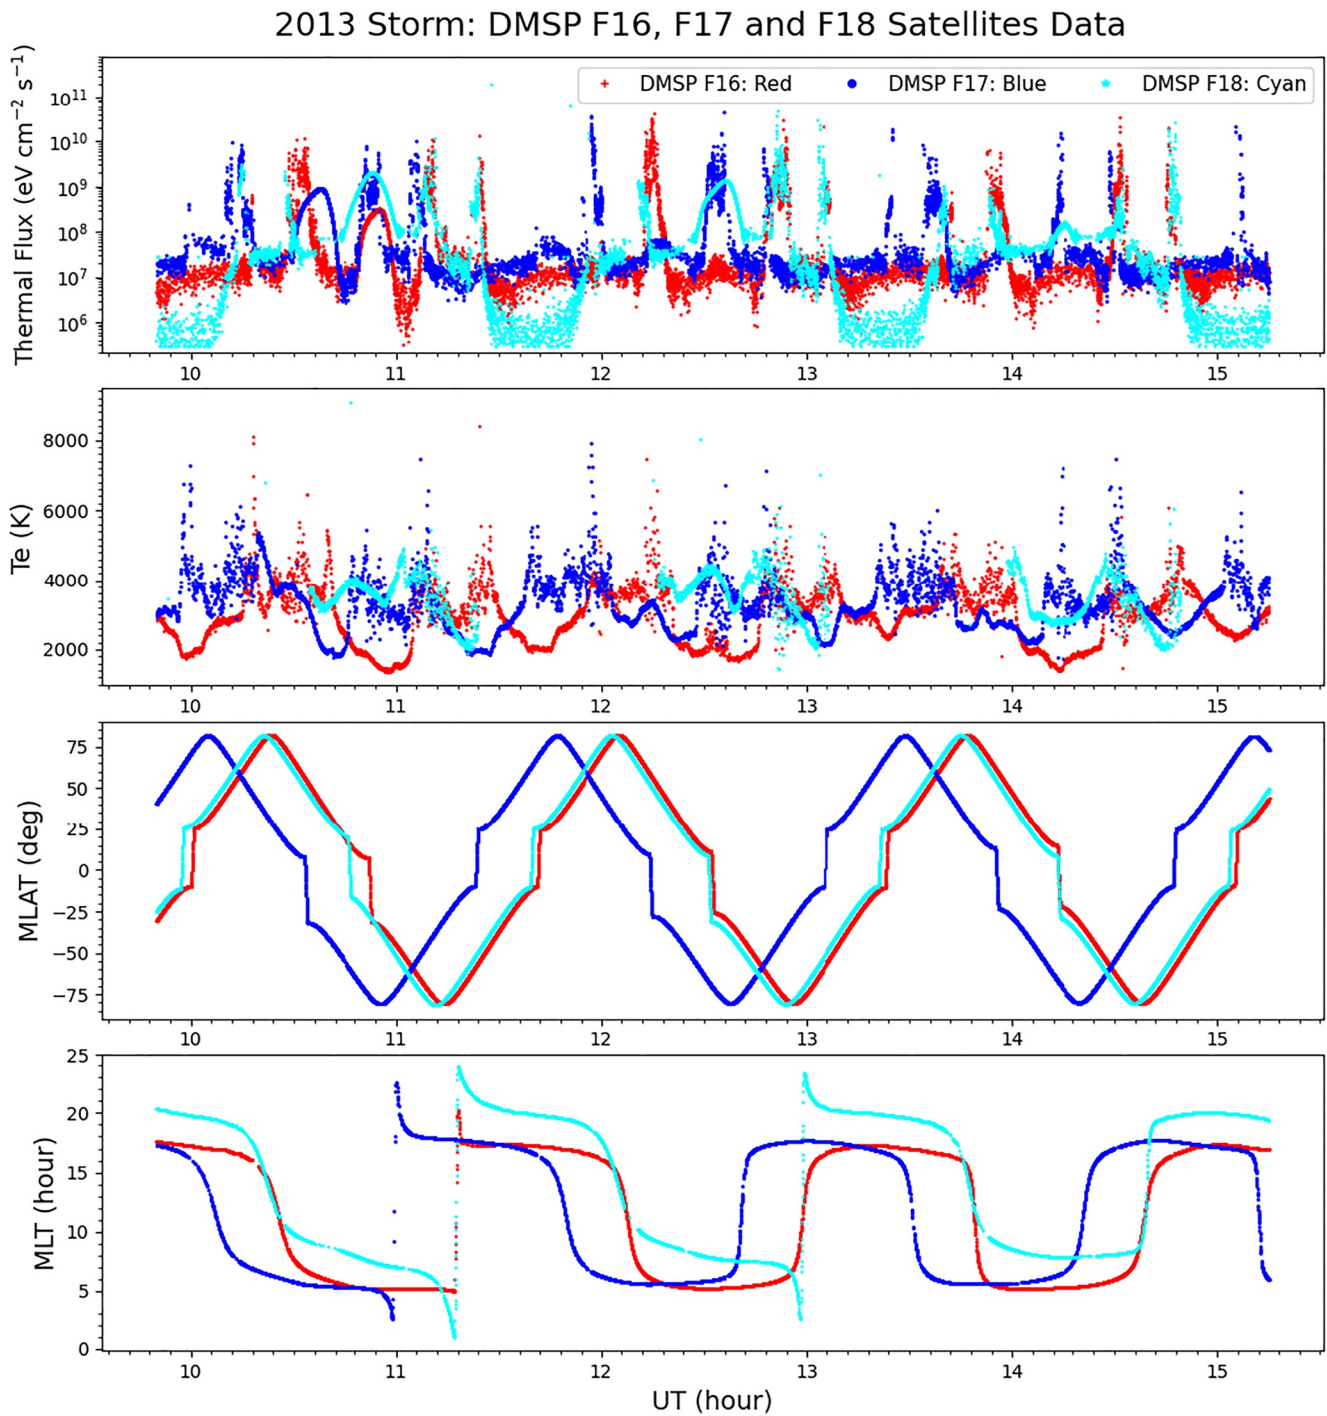 2013 Storm: DMSP F16, F17 and F18 Satellites Data
DMSP F16: Red DMSP F17: Blue DMSP F18: Cyan
Thermal Flux (eV cm⁻² s⁻¹)
10¹¹
10¹⁰
10⁹
10⁸
10⁷
10⁶
10 11 12 13 14 15
Te (K)
8000
6000
4000
2000
10 11 12 13 14 15
MLAT (deg)
75
50
25
0
−25
−50
−75
10 11 12 13 14 15
MLT (hour)
25
20
15
10
5
0
10 11 12 13 14 15
UT (hour)